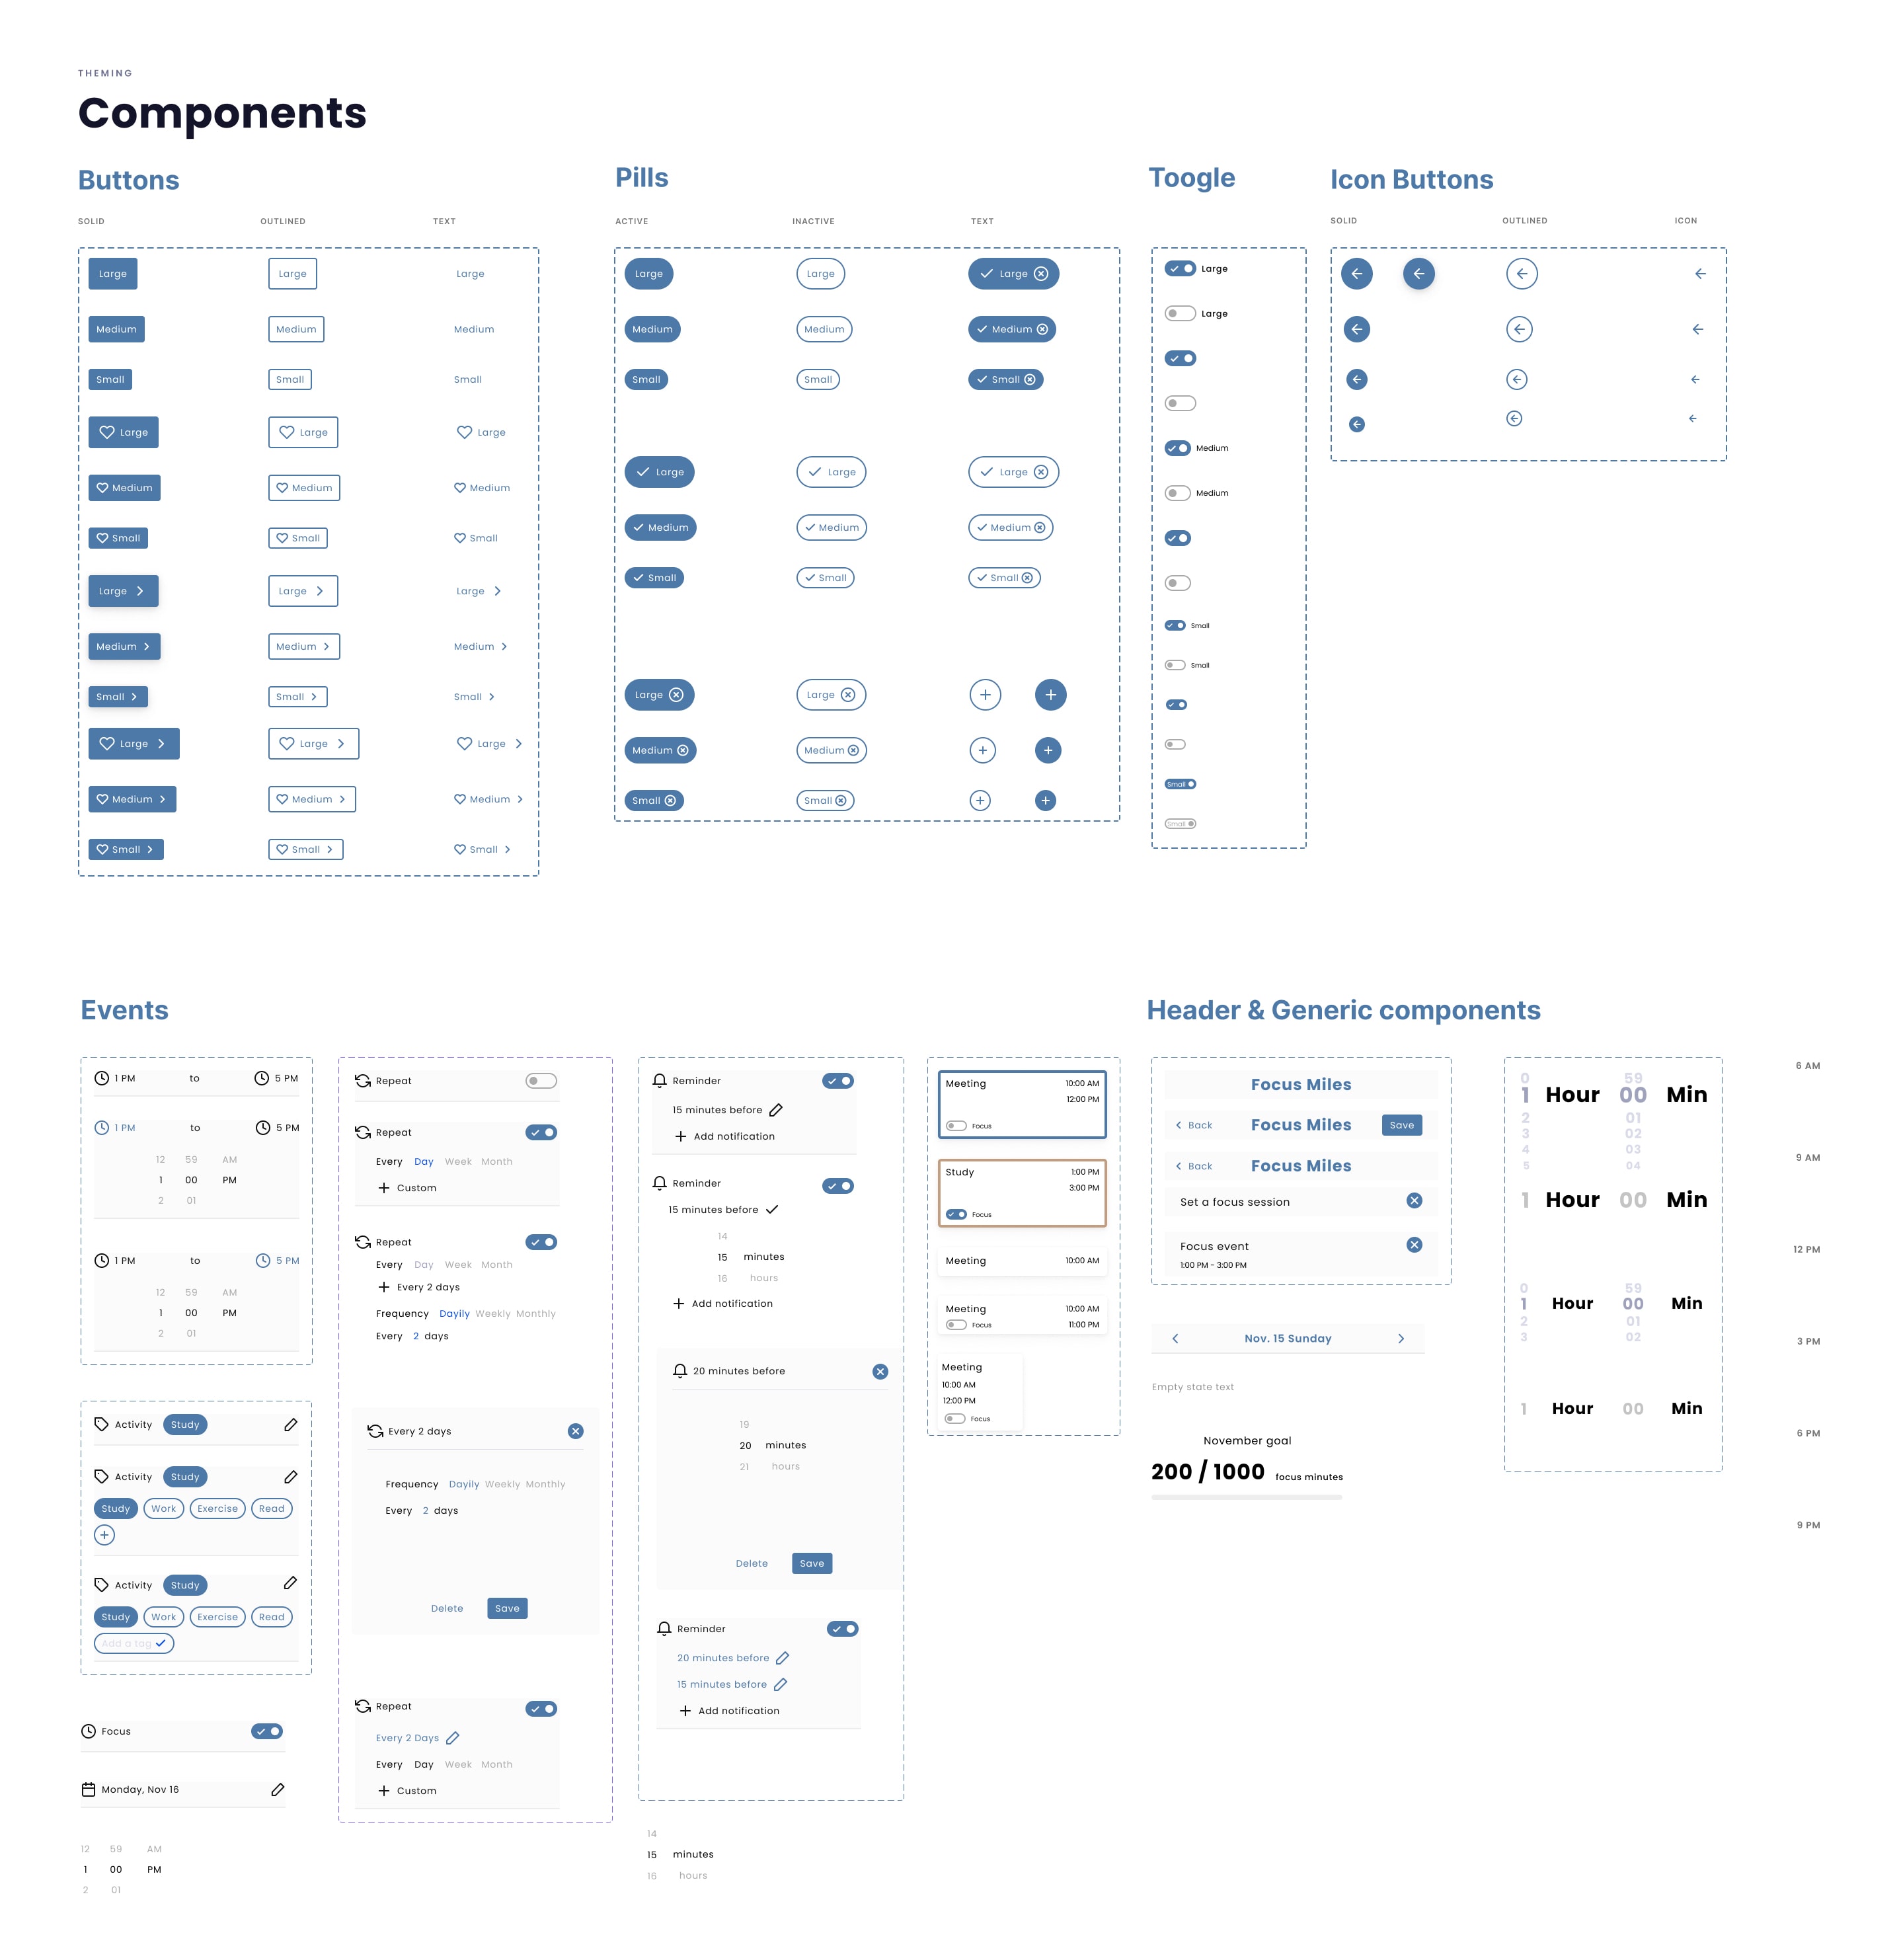 THEMING
Components
Buttons
SOLID OUTLINED TEXT
Large Large Large
Medium Medium Medium
Small Small Small
Large Large Large
Medium Medium Medium
Small Small Small
Large Large Large
Medium Medium Medium
Small Small Small
Large Large Large
Medium Medium Medium
Small Small Small
Pills
ACTIVE INACTIVE TEXT
Large Large Large
Medium Medium Medium
Small Small Small
Large Large Large
Medium Medium Medium
Small Small Small
Large Large
Medium Medium
Small Small
Toogle
Large
Large
Medium
Medium
Small
Small
Small
Small
Icon Buttons
SOLID OUTLINED ICON
Events
1 PM to 5 PM
1 PM to 5 PM
12 59 AM
1 00 PM
2 01
1 PM to 5 PM
12 59 AM
1 00 PM
2 01
Activity Study
Activity Study
Study Work Exercise Read
Activity Study
Study Work Exercise Read
Add a tag
Focus
Monday, Nov 16
12 59 AM
1 00 PM
2 01
Repeat
Repeat
Every Day Week Month
Custom
Repeat
Every Day Week Month
Every 2 days
Frequency Dayily Weekly Monthly
Every 2 days
Every 2 days
Frequency Dayily Weekly Monthly
Every 2 days
Delete Save
Repeat
Every 2 Days
Every Day Week Month
Custom
Reminder
15 minutes before
Add notification
Reminder
15 minutes before
14
15 minutes
16 hours
Add notification
20 minutes before
19
20 minutes
21 hours
Delete Save
Reminder
20 minutes before
15 minutes before
Add notification
14
15 minutes
16 hours
Meeting 10:00 AM
12:00 PM
Focus
Study 1:00 PM
3:00 PM
Focus
Meeting 10:00 AM
Meeting 10:00 AM
Focus 11:00 PM
Meeting
10:00 AM
12:00 PM
Focus
Header & Generic components
Focus Miles
Back Focus Miles Save
Back Focus Miles
Set a focus session
Focus event
1:00 PM - 3:00 PM
Nov. 15 Sunday
Empty state text
November goal
200 / 1000 focus minutes
0 59
1 Hour 00 Min
2 01
3 02
4 03
5 04
1 Hour 00 Min
0 59
1 Hour 00 Min
2 01
3 02
1 Hour 00 Min
6 AM
9 AM
12 PM
3 PM
6 PM
9 PM